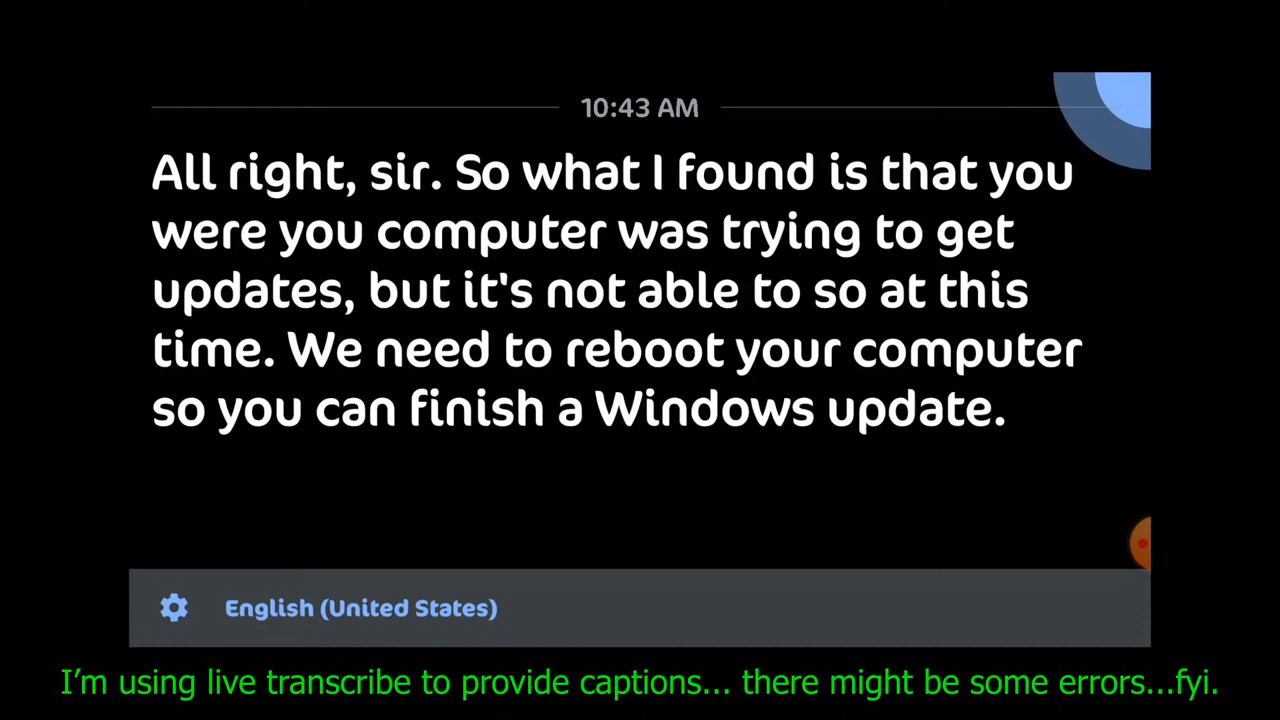 10:43 AM
All right, sir. So what I found is that you
were you computer was trying to get
updates, but it's not able to so at this
time. We need to reboot your computer
so you can finish a Windows update.
English (United States)
I'm using live transcribe to provide captions... there might be some errors...fyi.